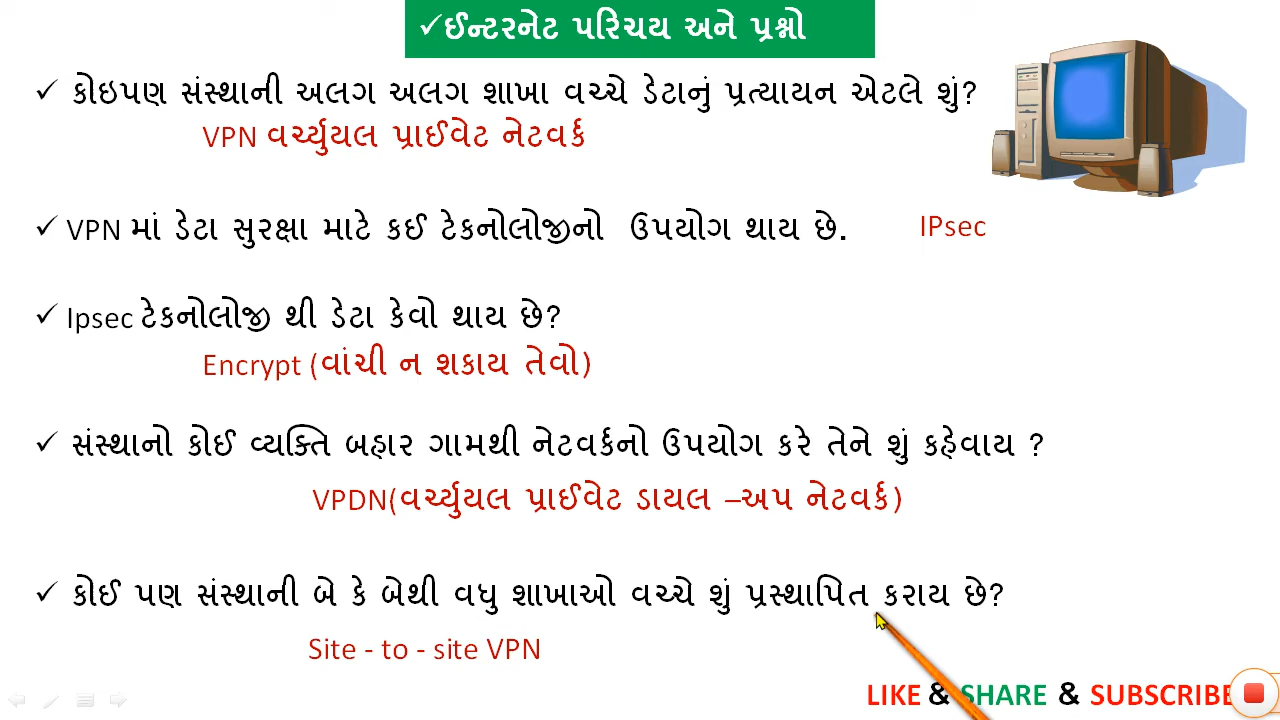 ✓ઈન્ટરનેટ પરિચય અને પ્રશ્નો
✓ કોઇપણ સંસ્થાની અલગ અલગ શાખા વચ્ચે ડેટાનું પ્રત્યાયન એટલે શું?
VPN વર્ચ્યુયલ પ્રાઈવેટ નેટવર્ક
✓ VPN માં ડેટા સુરક્ષા માટે કઈ ટેકનોલોજીનો ઉપયોગ થાય છે. IPsec
✓ Ipsec ટેકનોલોજી થી ડેટા કેવો થાય છે?
Encrypt (વાંચી ન શકાય તેવો)
✓ સંસ્થાનો કોઈ વ્યક્તિ બહાર ગામથી નેટવર્કનો ઉપયોગ કરે તેને શું કહેવાય ?
VPDN(વર્ચ્યુયલ પ્રાઈવેટ ડાયલ –અપ નેટવર્ક)
✓ કોઈ પણ સંસ્થાની બે કે બેથી વધુ શાખાઓ વચ્ચે શું પ્રસ્થાપિત કરાય છે?
Site - to - site VPN
LIKE & SHARE & SUBSCRIBE